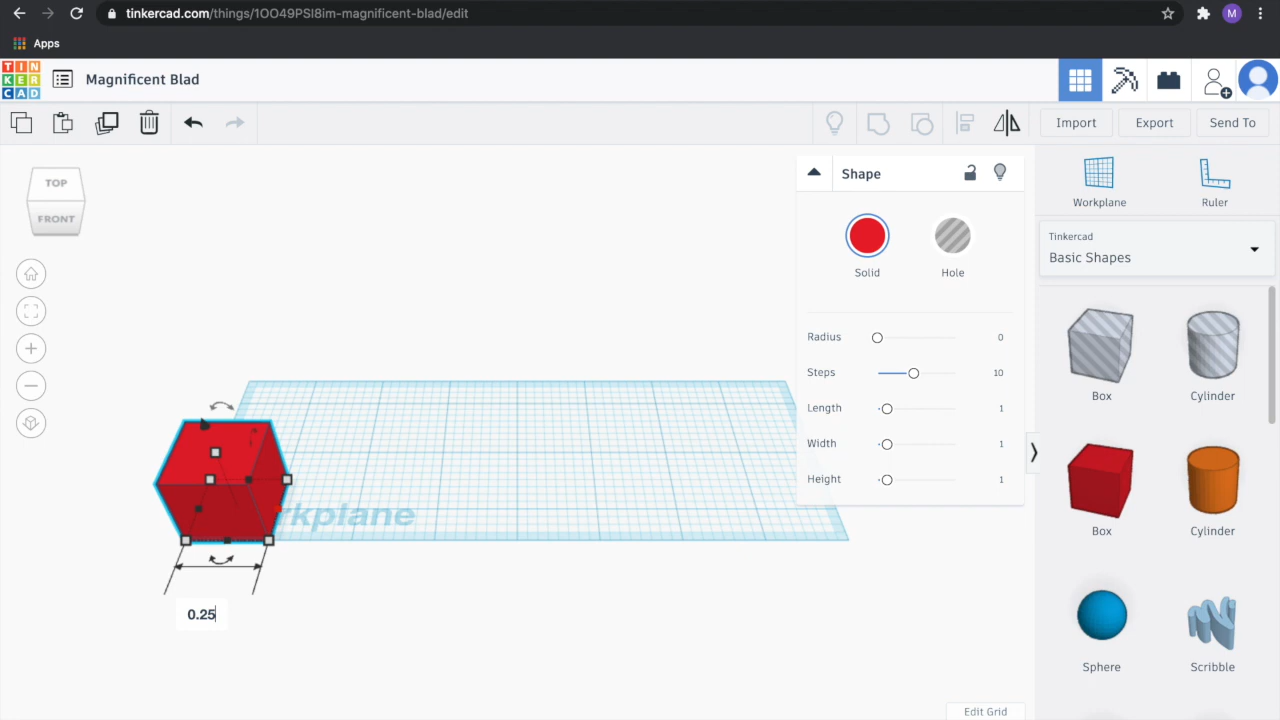 tinkercad.com/things/1OO49PSI8im-magnificent-blad/edit
M
Apps
TIN
KER
CAD
Magnificent Blad
Import
Export
Send To
TOP
FRONT
Shape
Solid
Hole
Radius
0
Steps
10
Length
1
Width
1
Height
1
Workplane
Ruler
Tinkercad
Basic Shapes
Box
Cylinder
Box
Cylinder
Sphere
Scribble
rkplane
0.25
Edit Grid